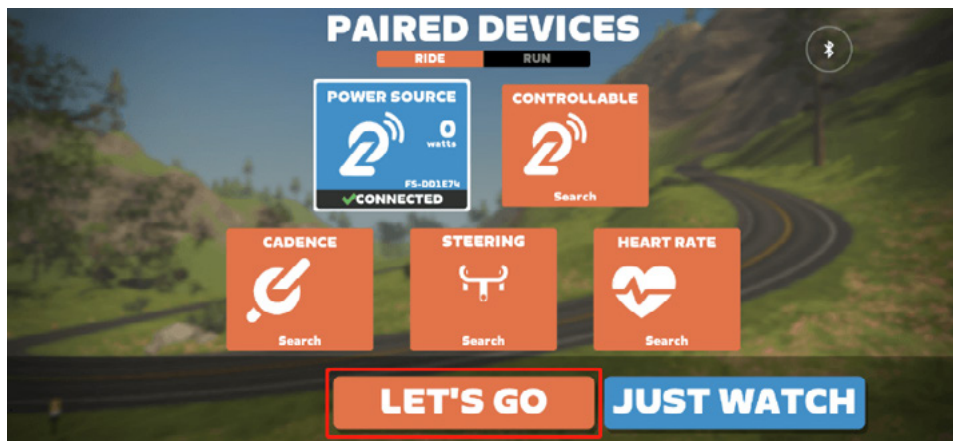 PAIRED DEVICES
RIDE RUN
POWER SOURCE
0
watts
FS-DD1E74
CONNECTED
CONTROLLABLE
Search
CADENCE
Search
STEERING
Search
HEART RATE
Search
LET'S GO
JUST WATCH